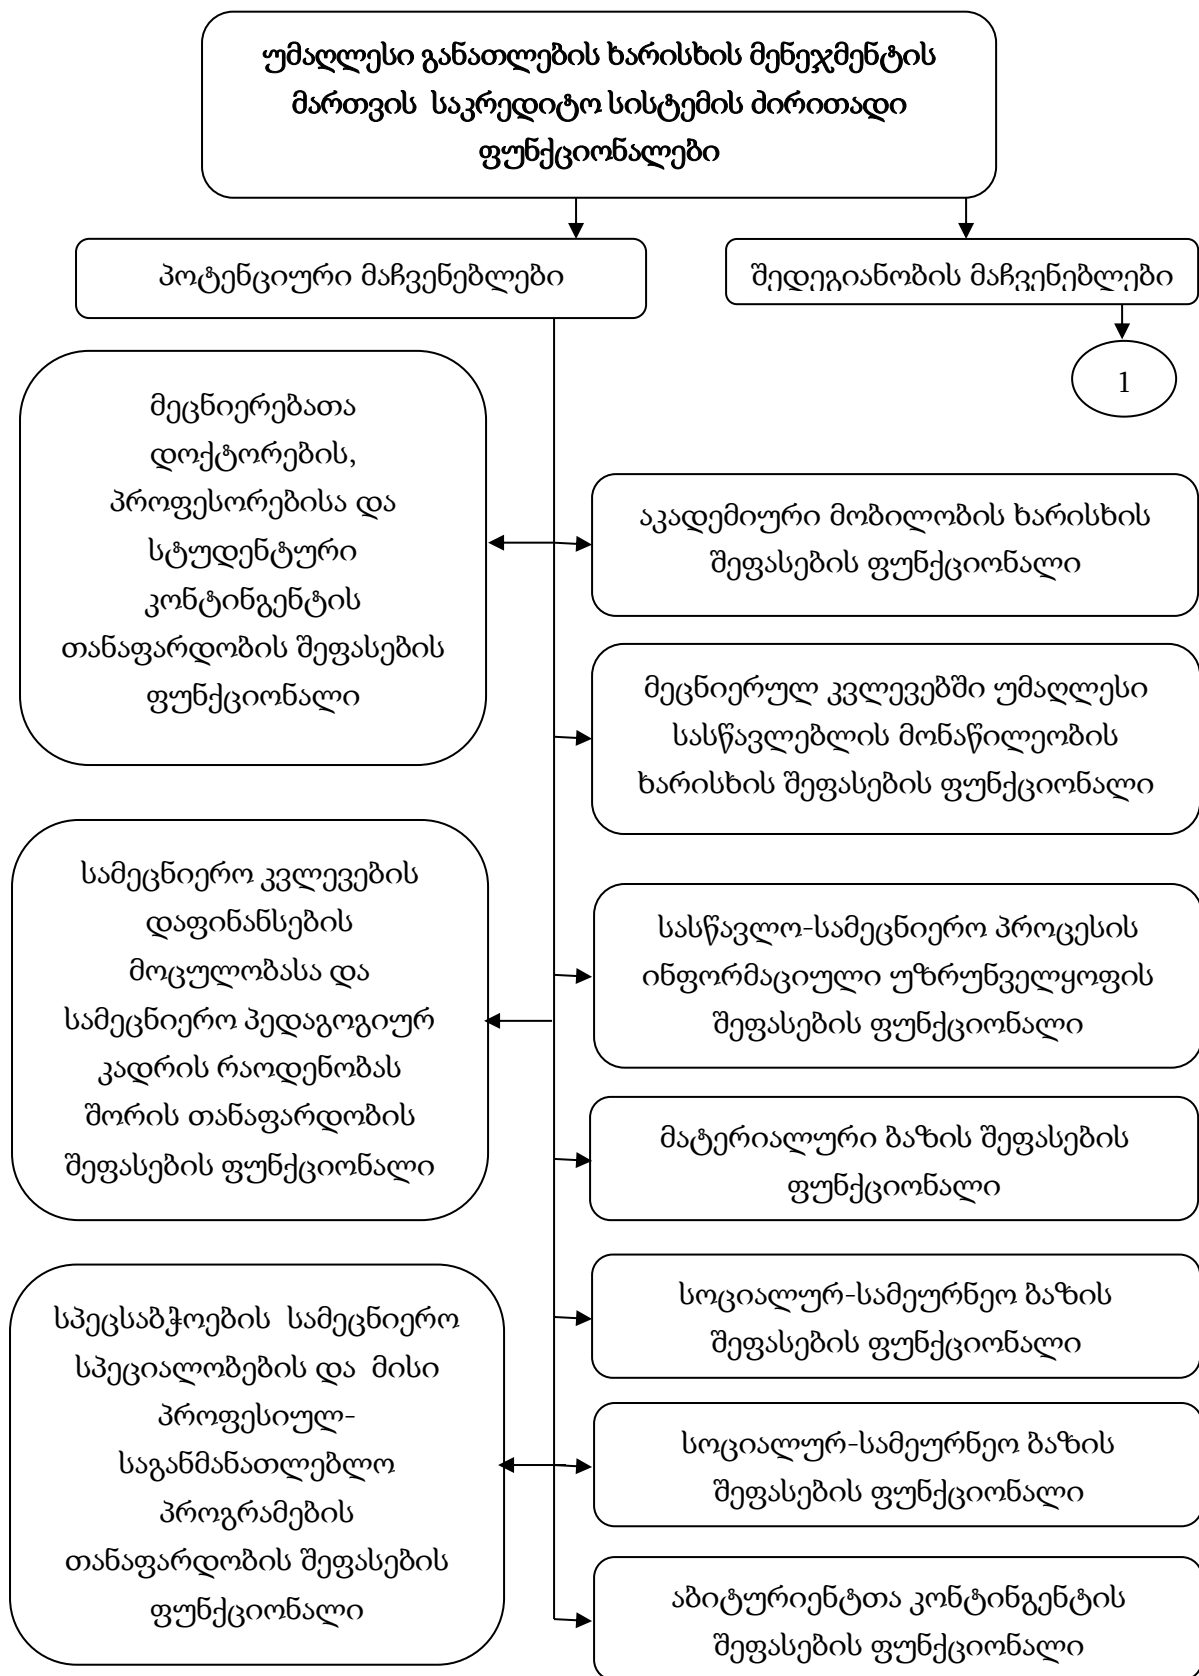 უმაღლესი განათლების ხარისხის მენეჯმენტის
მართვის საკრედიტო სისტემის ძირითადი
ფუნქციონალები
პოტენციური მაჩვენებლები
შედეგიანობის მაჩვენებლები
1
მეცნიერებათა
დოქტორების,
პროფესორებისა და
სტუდენტური
კონტინგენტის
თანაფარდობის შეფასების
ფუნქციონალი
აკადემიური მობილობის ხარისხის
შეფასების ფუნქციონალი
მეცნიერულ კვლევებში უმაღლესი
სასწავლებლის მონაწილეობის
ხარისხის შეფასების ფუნქციონალი
სამეცნიერო კვლევების
დაფინანსების
მოცულობასა და
სამეცნიერო პედაგოგიურ
კადრის რაოდენობას
შორის თანაფარდობის
შეფასების ფუნქციონალი
სასწავლო-სამეცნიერო პროცესის
ინფორმაციული უზრუნველყოფის
შეფასების ფუნქციონალი
მატერიალური ბაზის შეფასების
ფუნქციონალი
სპეცსაბჭოების სამეცნიერო
სპეციალობების და მისი
პროფესიულ-
საგანმანათლებლო
პროგრამების
თანაფარდობის შეფასების
ფუნქციონალი
სოციალურ-სამეურნეო ბაზის
შეფასების ფუნქციონალი
სოციალურ-სამეურნეო ბაზის
შეფასების ფუნქციონალი
აბიტურიენტთა კონტინგენტის
შეფასების ფუნქციონალი